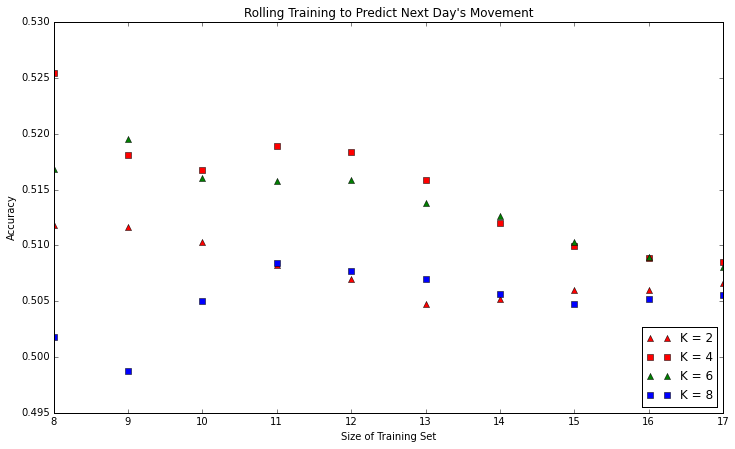 Rolling Training to Predict Next Day's Movement
0.530
0.525
0.520
0.515
0.510
0.505
0.500
0.495
Accuracy
K = 2
K = 4
K = 6
K = 8
8 9 10 11 12 13 14 15 16 17
Size of Training Set